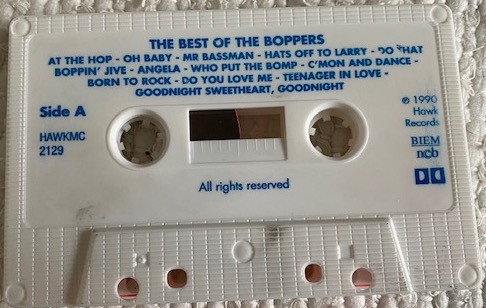 THE BEST OF THE BOPPERS
AT THE HOP - OH BABY - MR BASSMAN - HATS OFF TO LARRY - DO THAT
BOPPIN' JIVE - ANGELA - WHO PUT THE BOMP - C'MON AND DANCE -
BORN TO ROCK - DO YOU LOVE ME - TEENAGER IN LOVE -
GOODNIGHT SWEETHEART, GOODNIGHT
Side A
HAWKMC
2129
℗ 1990
Hawk
Records
BIEM
ncb
All rights reserved